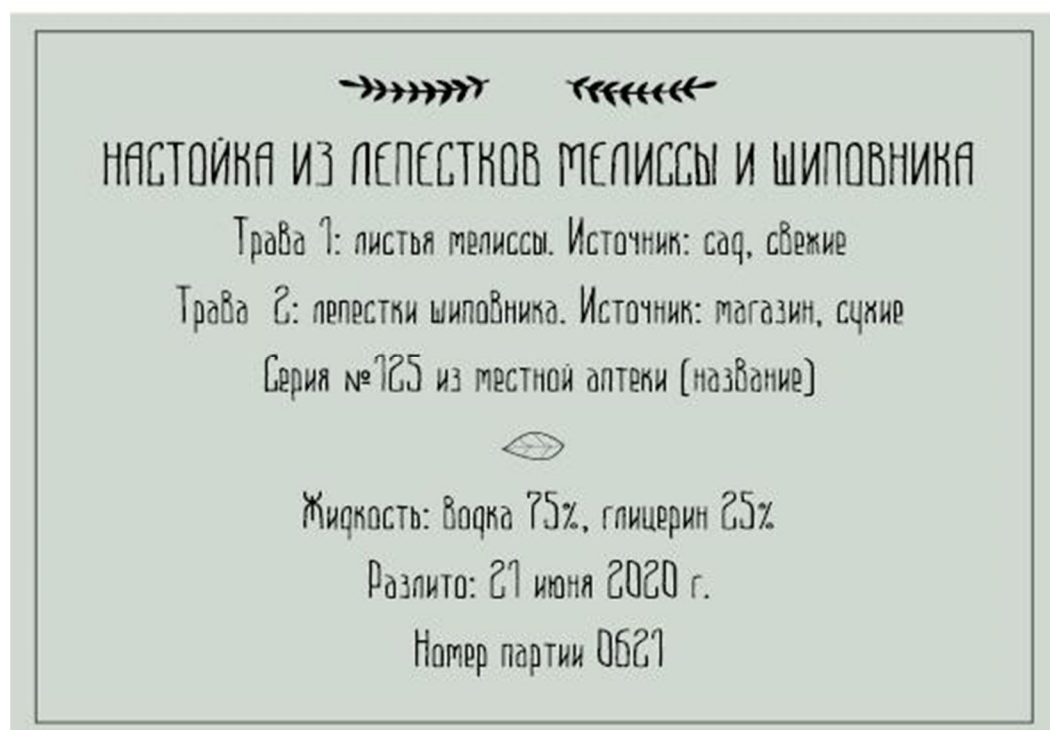 НАСТОЙКА ИЗ ЛЕПЕСТКОВ МЕЛИССЫ И ШИПОВНИКА
Трава 1: листья мелиссы. Источник: сад, свежие
Трава 2: лепестки шиповника. Источник: магазин, сухие
Серия №125 из местной аптеки (название)
Жидкость: водка 75%, глицерин 25%
Разлито: 21 июня 2020 г.
Номер партии 0621